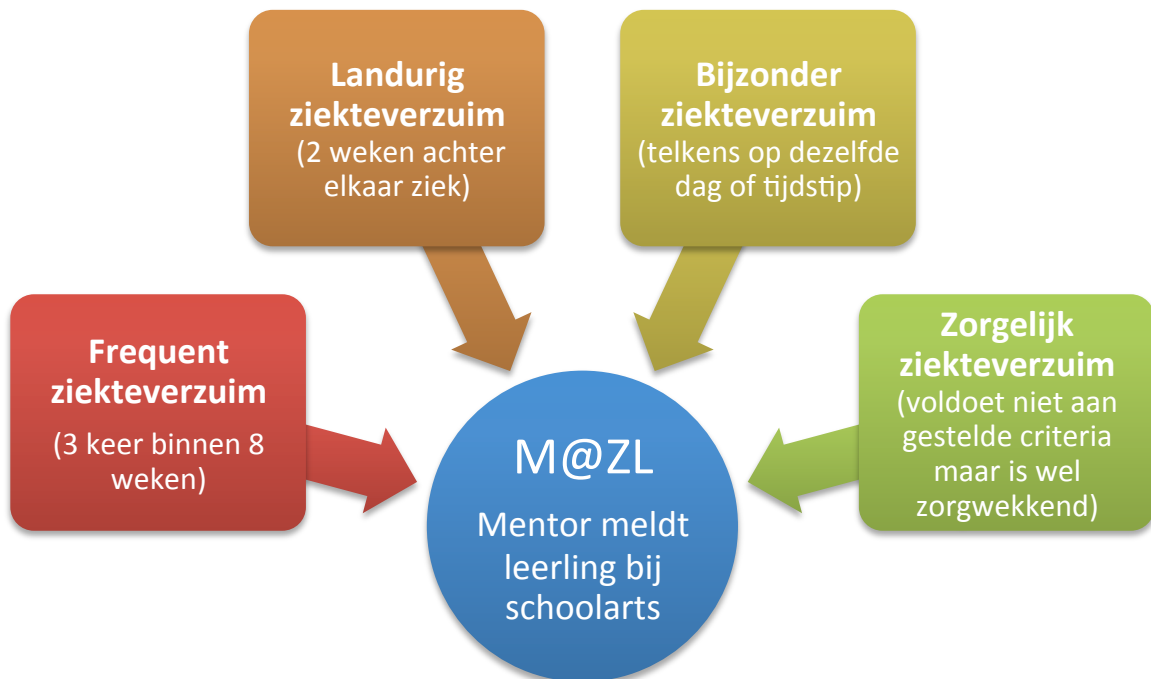 Landurig
ziekteverzuim
(2 weken achter
elkaar ziek)
Bijzonder
ziekteverzuim
(telkens op dezelfde
dag of tijdstip)
Frequent
ziekteverzuim
(3 keer binnen 8
weken)
Zorgelijk
ziekteverzuim
(voldoet niet aan
gestelde criteria
maar is wel
zorgwekkend)
M@ZL
Mentor meldt
leerling bij
schoolarts